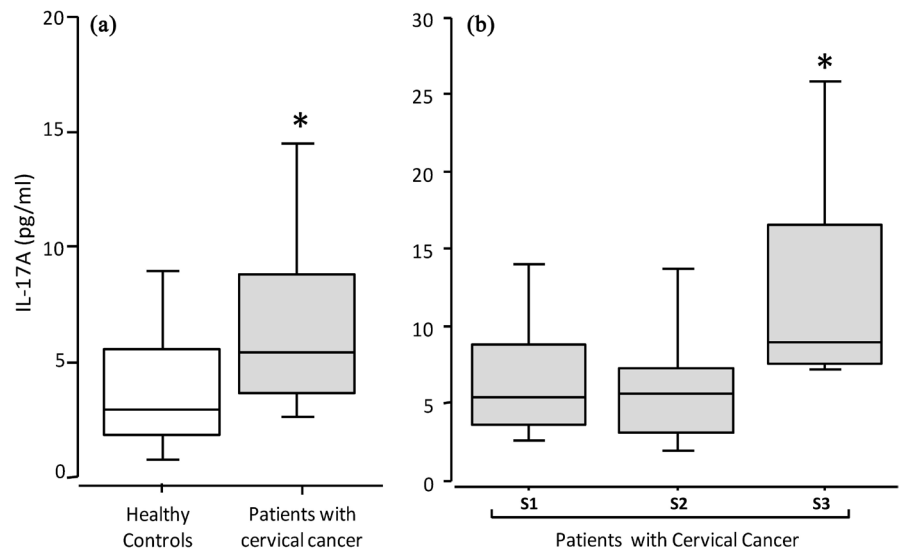 (a)
20
15
10
5
0
IL-17A (pg/ml)
*
Healthy
Controls
Patients with
cervical cancer
(b)
30
25
20
15
10
5
0
*
S1
S2
S3
Patients with Cervical Cancer